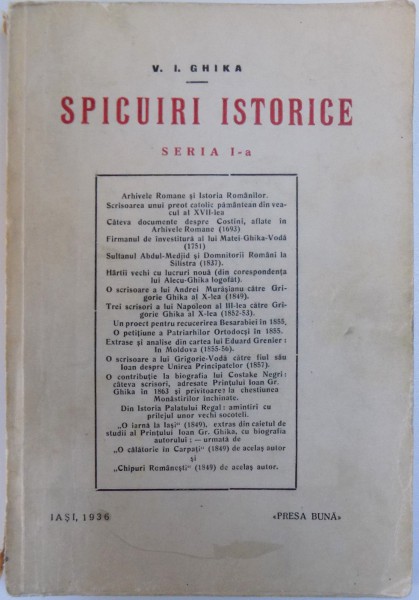 V. I. GHIKA
SPICUIRI ISTORICE
SERIA I-a
Arhivele Romane și Istoria Românilor.
Scrisoarea unui preot catolic pământean din vea-
cul al XVII-lea
Câteva documente despre Costini, aflate în
Arhivele Romane (1693)
Firmanul de investitură al lui Matei-Ghika-Vodă
(1751)
Sultanul Abdul-Medjid și Domnitorii Români la
Silistra (1837).
Hârtii vechi cu lucruri nouă (din corespondența
lui Alecu-Ghika logofăt).
O scrisoare a lui Andrei Murășianu către Gri-
gorie Ghika al X-lea (1849).
Trei scrisori a lui Napoleon al III-lea către Gri-
gorie Ghika al X-lea (1852-53).
Un proect pentru recucerirea Besarabiei în 1855.
O petițiune a Patriarhilor Ortodocși în 1855.
Extrase și analise din cartea lui Eduard Grenier:
In Moldova (1855-56).
O scrisoare a lui Grigorie-Vodă către fiul său
Ioan despre Unirea Principatelor (1857).
O contribuție la biografia lui Costake Negri:
câteva scrisori, adresate Prințului Ioan Gr.
Ghika în 1863 și privitoare la chestiunea
Monăstirilor închinate.
Din Istoria Palatului Regal: amintiri cu
prilejul unor vechi socoteli.
„O iarnă la Iași" (1849), extras din caietul de
studii al Prințului Ioan Gr. Ghika, cu biografia
autorului; — urmată de
„O călătorie în Carpați" (1849) de același autor
și
„Chipuri Românești" (1849) de același autor.
IAȘI, 1936
«PRESA BUNĂ»